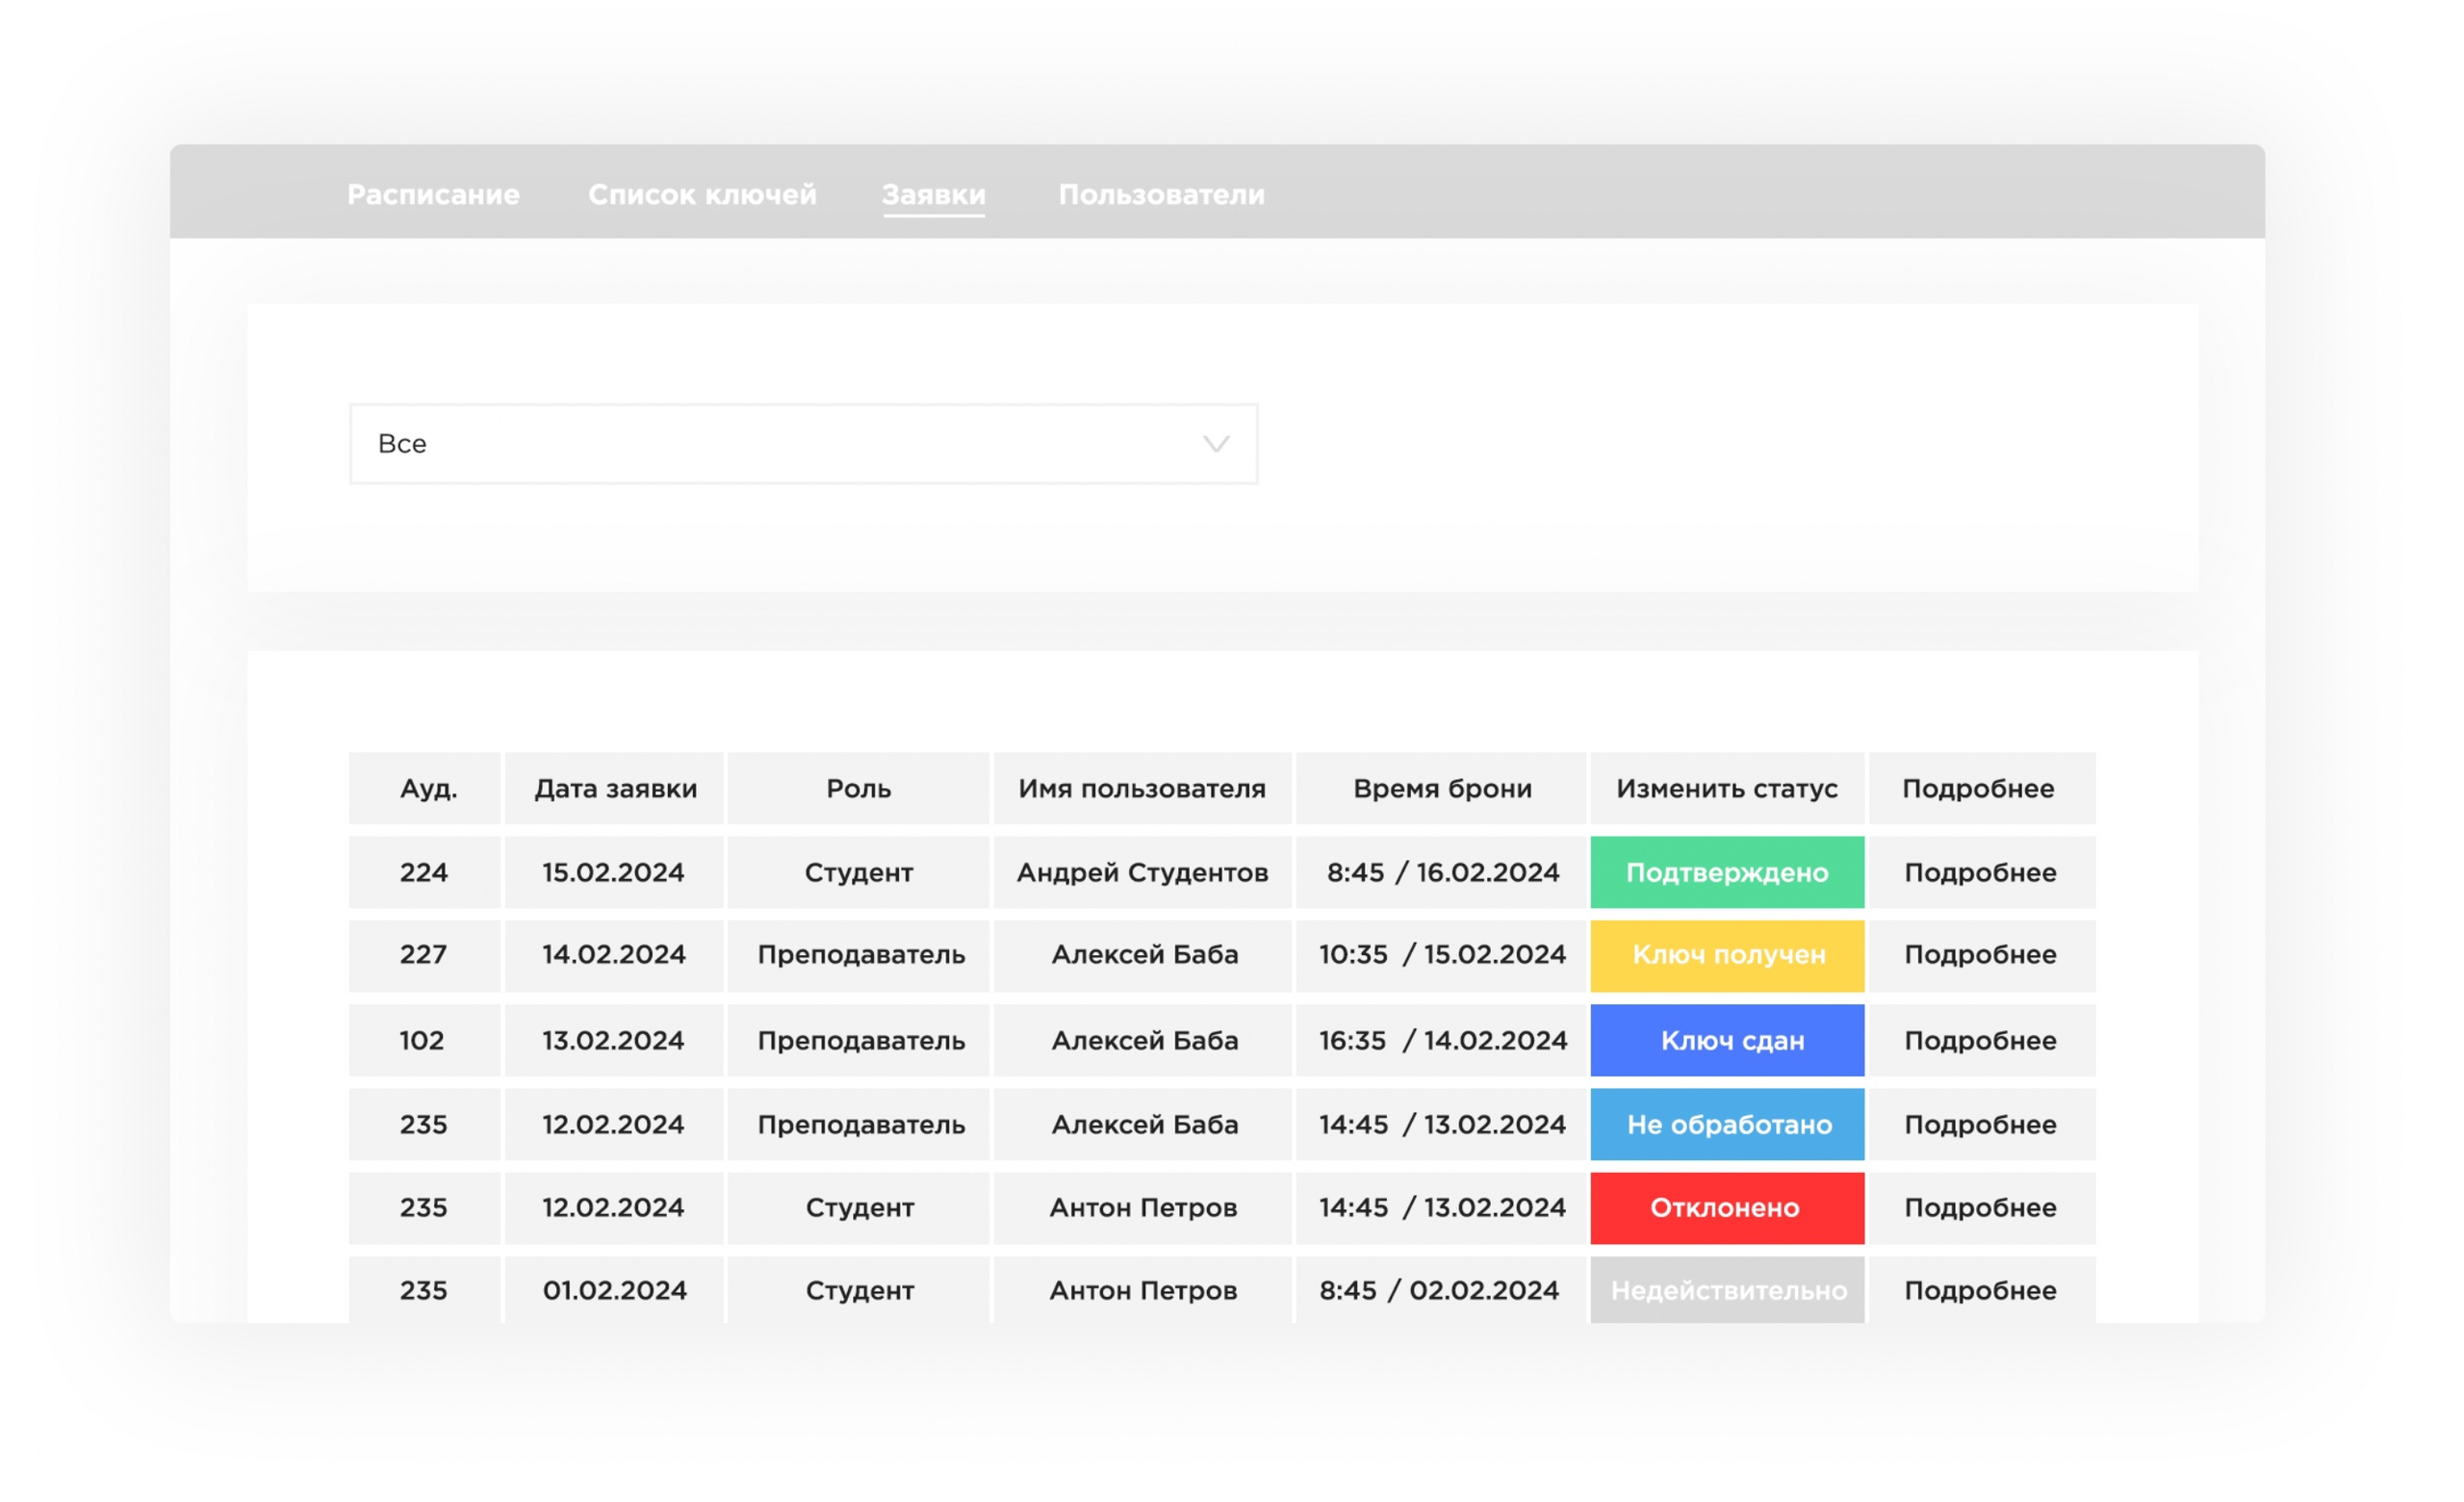 Расписание Список ключей Заявки Пользователи
Все
Ауд. Дата заявки Роль Имя пользователя Время брони Изменить статус Подробнее
224 15.02.2024 Студент Андрей Студентов 8:45 / 16.02.2024 Подтверждено Подробнее
227 14.02.2024 Преподаватель Алексей Баба 10:35 / 15.02.2024 Ключ получен Подробнее
102 13.02.2024 Преподаватель Алексей Баба 16:35 / 14.02.2024 Ключ сдан Подробнее
235 12.02.2024 Преподаватель Алексей Баба 14:45 / 13.02.2024 Не обработано Подробнее
235 12.02.2024 Студент Антон Петров 14:45 / 13.02.2024 Отклонено Подробнее
235 01.02.2024 Студент Антон Петров 8:45 / 02.02.2024 Недействительно Подробнее